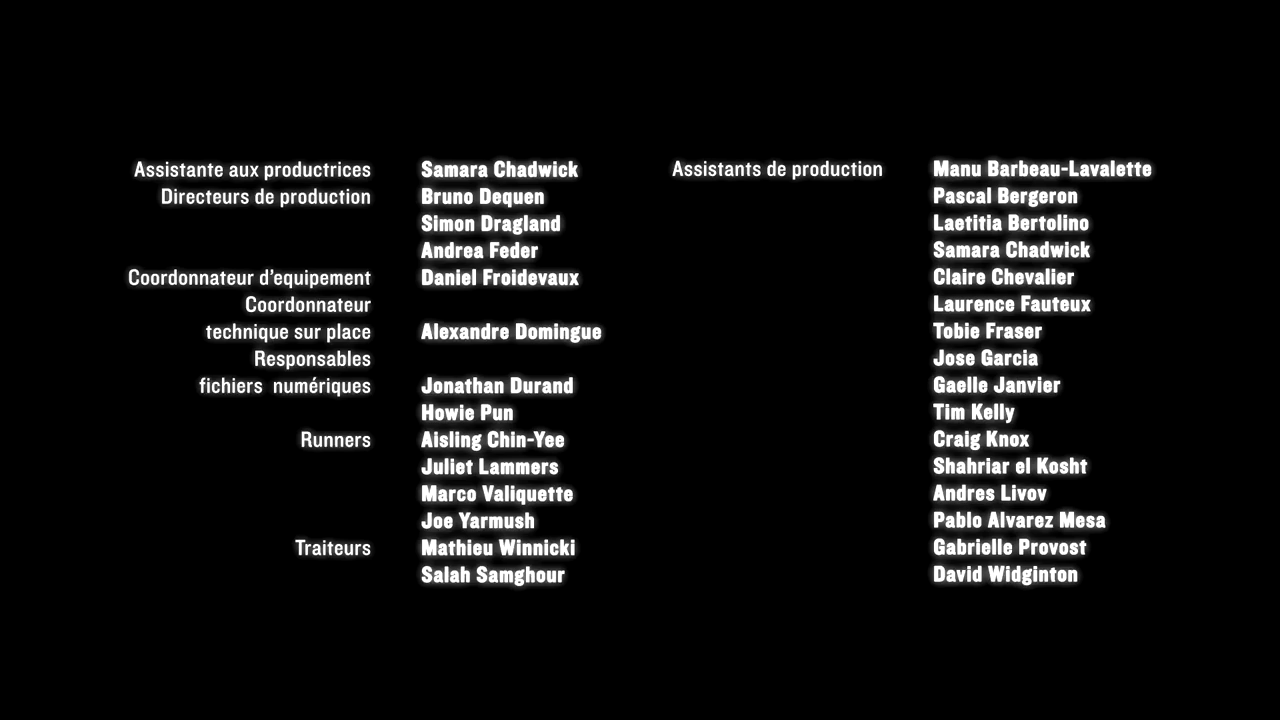 Assistante aux productrices Samara Chadwick
Directeurs de production Bruno Dequen
Simon Dragland
Andrea Feder
Coordonnateur d'equipement Daniel Froidevaux
Coordonnateur
technique sur place Alexandre Domingue
Responsables
fichiers numériques Jonathan Durand
Howie Pun
Runners Aisling Chin-Yee
Juliet Lammers
Marco Valiquette
Joe Yarmush
Traiteurs Mathieu Winnicki
Salah Samghour
Assistants de production Manu Barbeau-Lavalette
Pascal Bergeron
Laetitia Bertolino
Samara Chadwick
Claire Chevalier
Laurence Fauteux
Tobie Fraser
Jose Garcia
Gaelle Janvier
Tim Kelly
Craig Knox
Shahriar el Kosht
Andres Livov
Pablo Alvarez Mesa
Gabrielle Provost
David Widginton